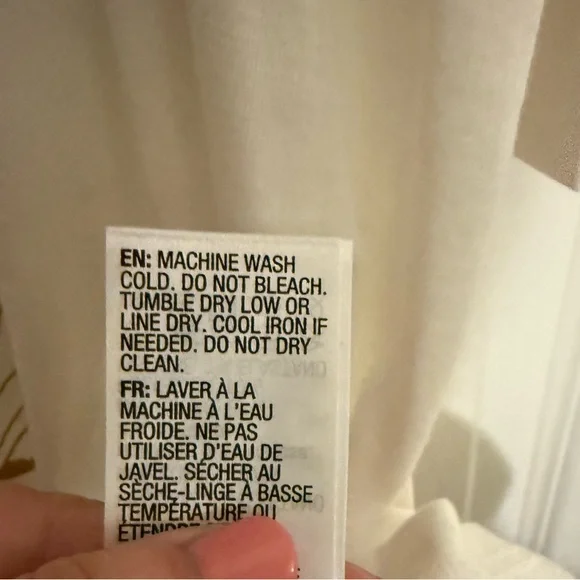 EN: MACHINE WASH
COLD. DO NOT BLEACH.
TUMBLE DRY LOW OR
LINE DRY. COOL IRON IF
NEEDED. DO NOT DRY
CLEAN.
FR: LAVER À LA
MACHINE À L'EAU
FROIDE. NE PAS
UTILISER D'EAU DE
JAVEL. SÉCHER AU
SÈCHE-LINGE À BASSE
TEMPÉRATURE OU